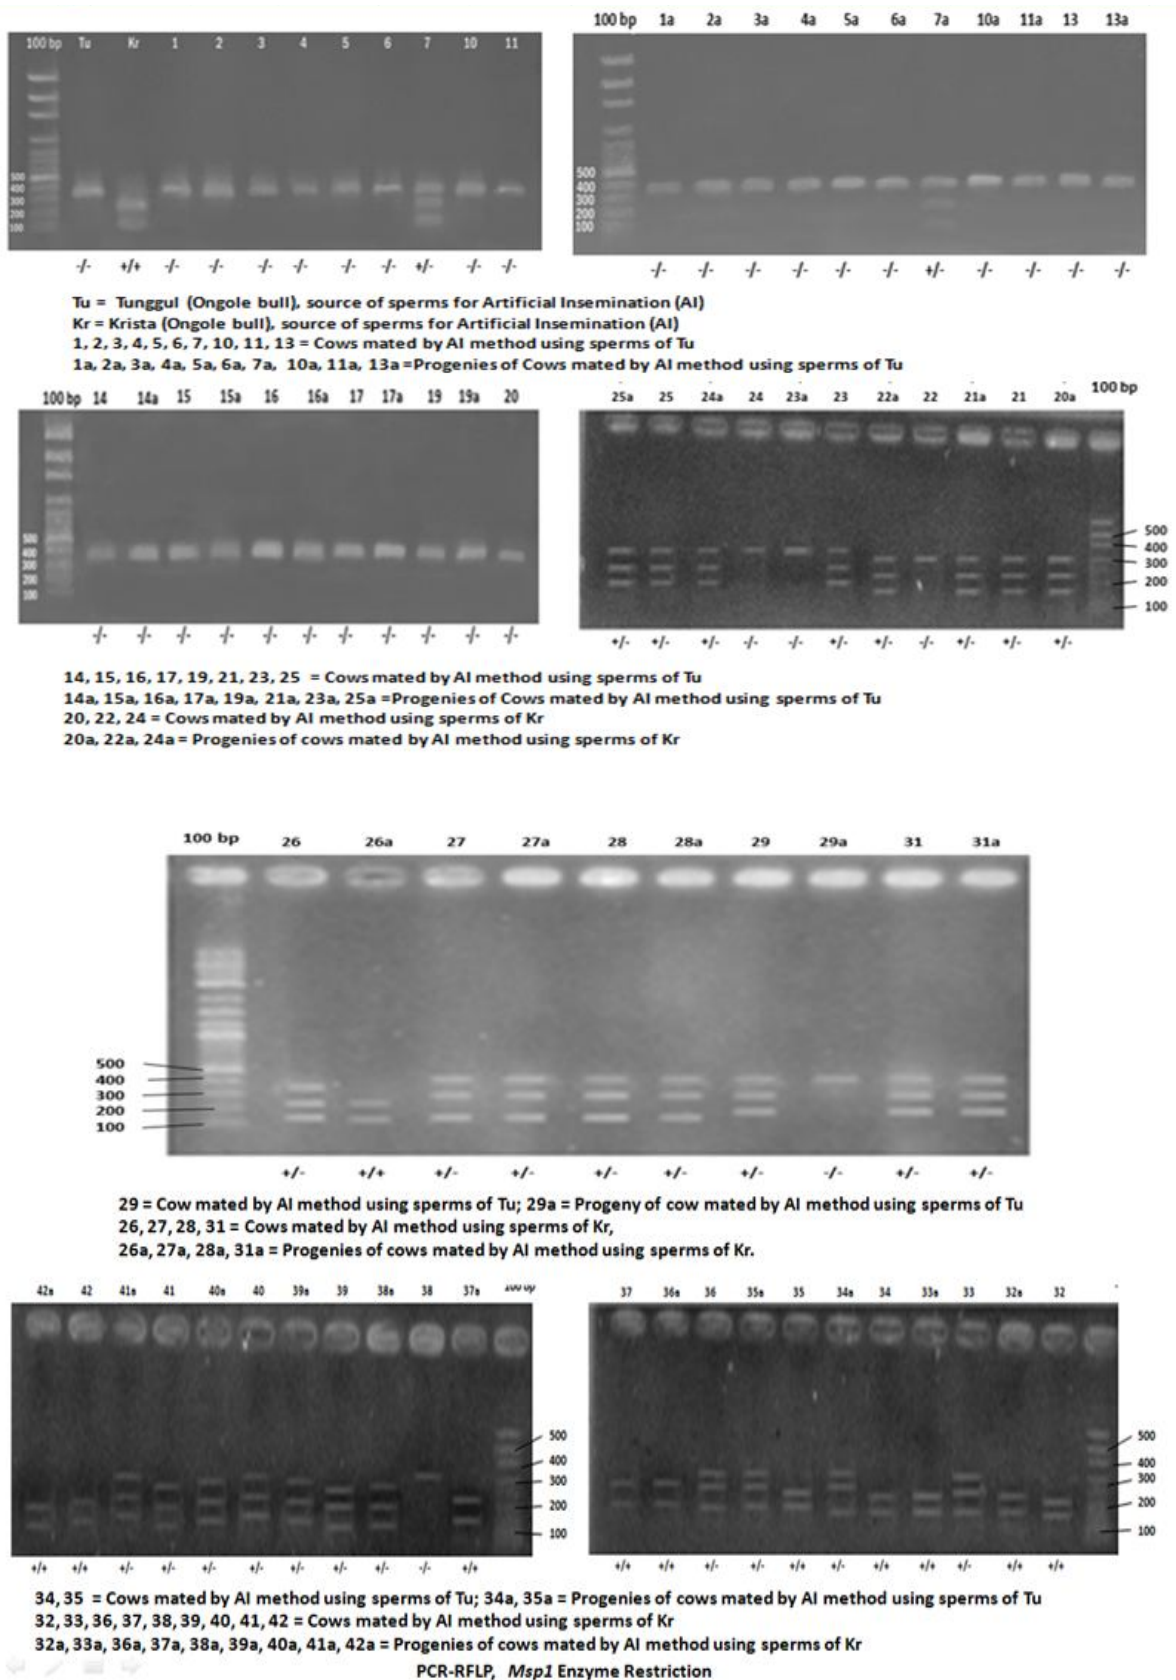 100 bp Tu Kr 1 2 3 4 5 6 7 10 11
500
400
300
200
100
-/- +/+ -/- -/- -/- -/- -/- -/- +/- -/- -/-
100 bp 1a 2a 3a 4a 5a 6a 7a 10a 11a 13 13a
500
400
300
200
100
-/- -/- -/- -/- -/- -/- +/- -/- -/- -/- -/-
Tu = Tunggul (Ongole bull), source of sperms for Artificial Insemination (AI)
Kr = Krista (Ongole bull), source of sperms for Artificial Insemination (AI)
1, 2, 3, 4, 5, 6, 7, 10, 11, 13 = Cows mated by AI method using sperms of Tu
1a, 2a, 3a, 4a, 5a, 6a, 7a, 10a, 11a, 13a =Progenies of Cows mated by AI method using sperms of Tu
100 bp 14 14a 15 15a 16 16a 17 17a 19 19a 20
500
400
300
200
100
-/- -/- -/- -/- -/- -/- -/- -/- -/- -/- -/-
25a 25 24a 24 23a 23 22a 22 21a 21 20a 100 bp
500
400
300
200
100
+/- +/- +/- -/- -/- +/- +/- -/- +/- +/- +/-
14, 15, 16, 17, 19, 21, 23, 25 = Cows mated by AI method using sperms of Tu
14a, 15a, 16a, 17a, 19a, 21a, 23a, 25a =Progenies of Cows mated by AI method using sperms of Tu
20, 22, 24 = Cows mated by AI method using sperms of Kr
20a, 22a, 24a = Progenies of cows mated by AI method using sperms of Kr
100 bp 26 26a 27 27a 28 28a 29 29a 31 31a
500
400
300
200
100
+/- +/+ +/- +/- +/- +/- +/- -/- +/- +/-
29 = Cow mated by AI method using sperms of Tu; 29a = Progeny of cow mated by AI method using sperms of Tu
26, 27, 28, 31 = Cows mated by AI method using sperms of Kr,
26a, 27a, 28a, 31a = Progenies of cows mated by AI method using sperms of Kr.
42a 42 41a 41 40a 40 39a 39 38a 38 37a 100 bp
500
400
300
200
100
+/+ +/+ +/- +/- +/- +/- +/- +/- +/- -/- +/+
37 36a 36 35a 35 34a 34 33a 33 32a 32
500
400
300
200
100
+/+ +/+ +/- +/- +/+ +/- +/+ +/+ +/- +/+ +/+
34, 35 = Cows mated by AI method using sperms of Tu; 34a, 35a = Progenies of cows mated by AI method using sperms of Tu
32, 33, 36, 37, 38, 39, 40, 41, 42 = Cows mated by AI method using sperms of Kr
32a, 33a, 36a, 37a, 38a, 39a, 40a, 41a, 42a = Progenies of cows mated by AI method using sperms of Kr
PCR-RFLP, Msp1 Enzyme Restriction